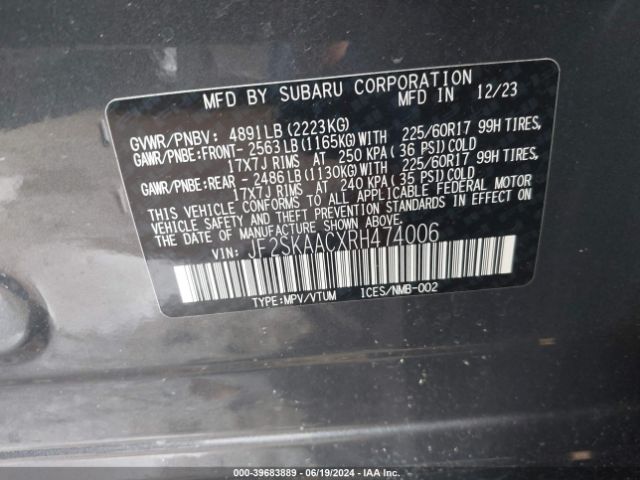 MFD BY SUBARU CORPORATION
MFD IN 12/23
GVWR/PNBV: 4891LB(2223KG)
GAWR/PNBE:FRONT- 2563LB(1165KG)WITH 225/60R17 99H TIRES,
17X7J RIMS AT 250 KPA(36 PSI)COLD
GAWR/PNBE:REAR - 2486LB(1130KG)WITH 225/60R17 99H TIRES,
17X7J RIMS AT 240 KPA(35 PSI)COLD
THIS VEHICLE CONFORMS TO ALL APPLICABLE FEDERAL MOTOR
VEHICLE SAFETY AND THEFT PREVENTION STANDARDS IN EFFECT ON
THE DATE OF MANUFACTURE SHOWN ABOVE.
VIN: JF2SKAACXRH474006
TYPE:MPV/VTUM ICES/NMB-002
000-39683889 - 06/19/2024 - IAA Inc.